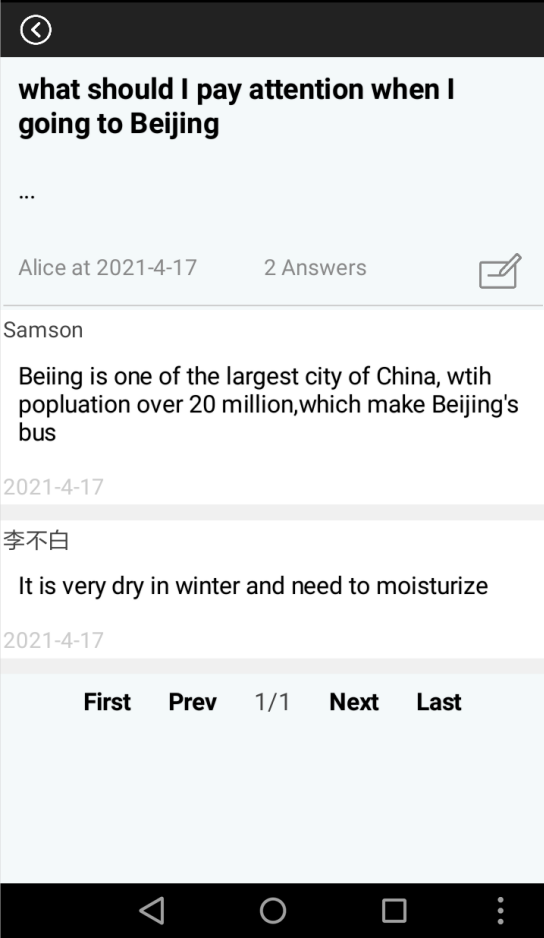 what should I pay attention when I
going to Beijing
...
Alice at 2021-4-17 2 Answers
Samson
Beiing is one of the largest city of China, wtih
popluation over 20 million,which make Beijing's
bus
2021-4-17
李不白
It is very dry in winter and need to moisturize
2021-4-17
First Prev 1/1 Next Last